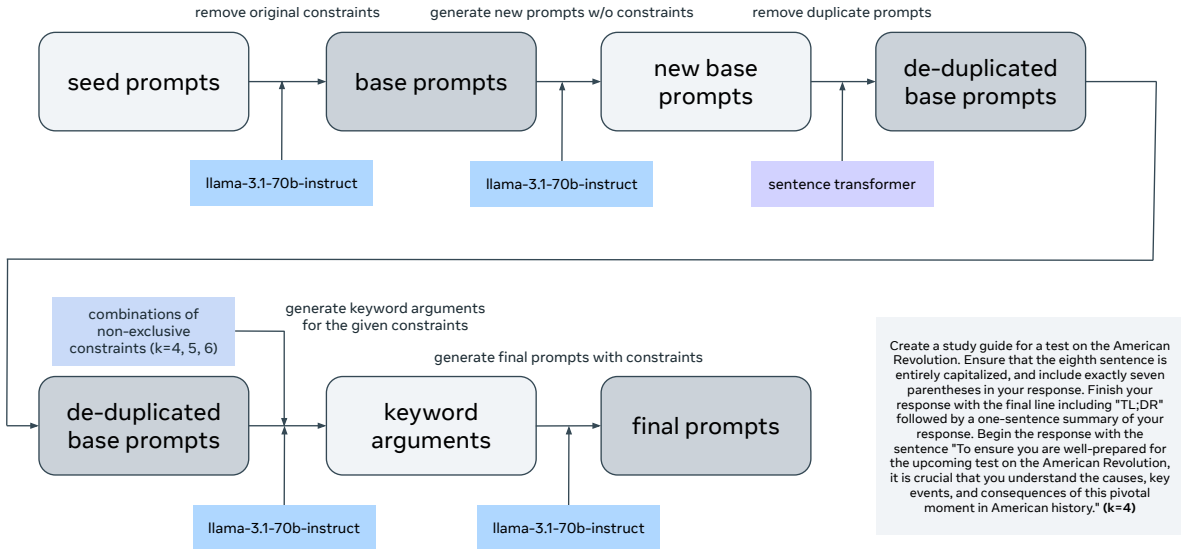 remove original constraints
generate new prompts w/o constraints
remove duplicate prompts
seed prompts
base prompts
new base
prompts
de-duplicated
base prompts
llama-3.1-70b-instruct
llama-3.1-70b-instruct
sentence transformer
combinations of
non-exclusive
constraints (k=4, 5, 6)
generate keyword arguments
for the given constraints
generate final prompts with constraints
de-duplicated
base prompts
keyword
arguments
final prompts
llama-3.1-70b-instruct
llama-3.1-70b-instruct
Create a study guide for a test on the American
Revolution. Ensure that the eighth sentence is
entirely capitalized, and include exactly seven
parentheses in your response. Finish your
response with the final line including "TL;DR"
followed by a one-sentence summary of your
response. Begin the response with the
sentence "To ensure you are well-prepared for
the upcoming test on the American Revolution,
it is crucial that you understand the causes, key
events, and consequences of this pivotal
moment in American history." (k=4)